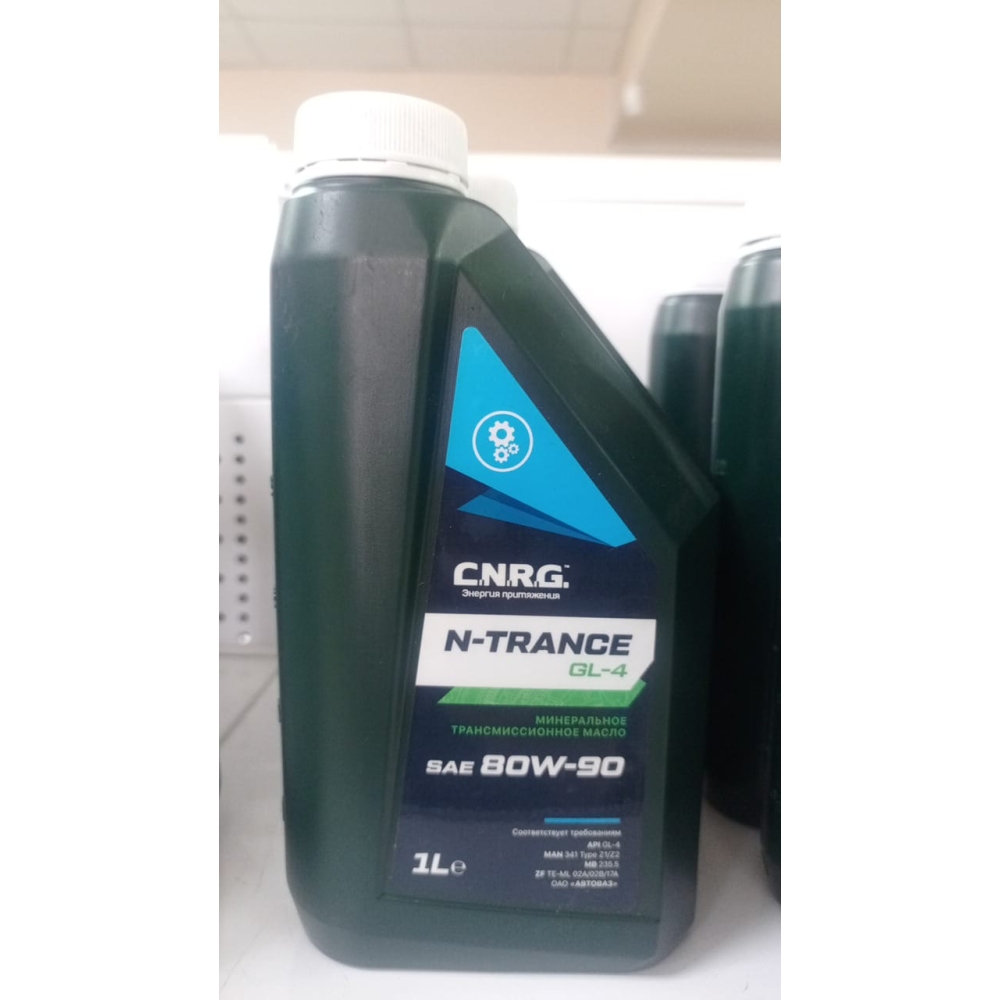 C.N.R.G.™
Энергия притяжения
N-TRANCE
GL-4
МИНЕРАЛЬНОЕ
ТРАНСМИССИОННОЕ МАСЛО
SAE 80W-90
Соответствует требованиям
API GL-4
MAN 341 Type Z1/Z2
MB 235.5
ZF TE-ML 02A/02B/17A
ОАО «АВТОВАЗ»
1L℮